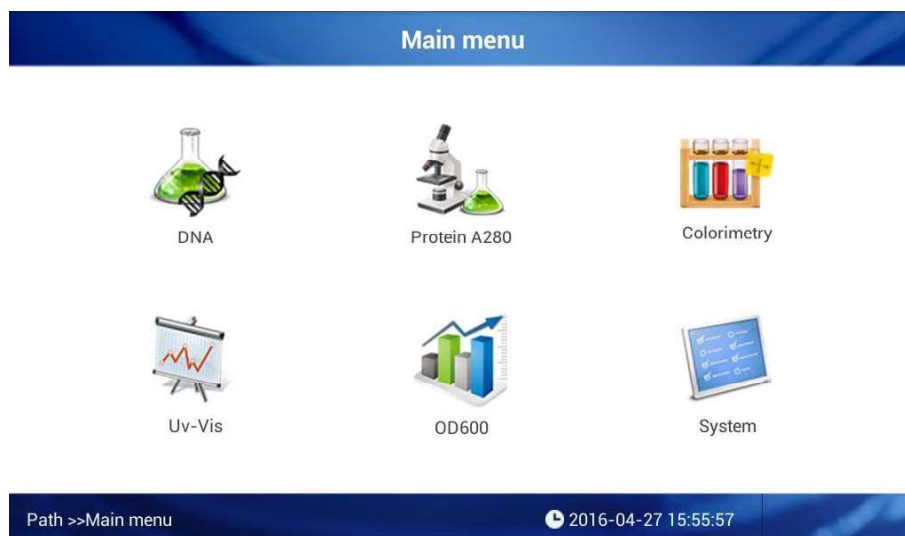 Main menu
DNA
Protein A280
Colorimetry
Uv-Vis
OD600
System
Path >>Main menu
2016-04-27 15:55:57